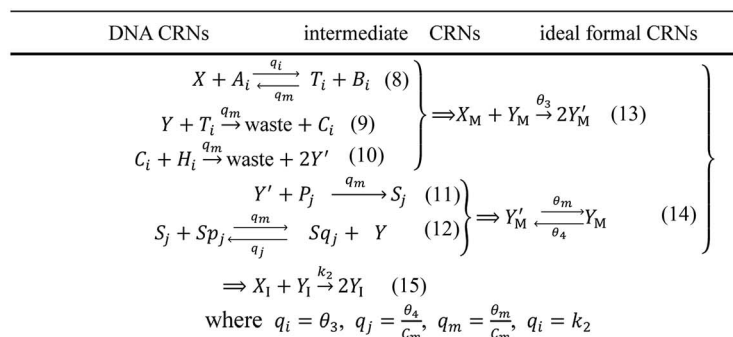 DNA CRNs intermediate CRNs ideal formal CRNs
X + A_i ⇌ T_i + B_i (8) q_i q_m
Y + T_i →^{q_m} waste + C_i (9)
⇒ X_M + Y_M →^{θ_3} 2Y′_M (13)
C_i + H_i →^{q_m} waste + 2Y′ (10)
Y′ + P_j →^{q_m} S_j (11)
S_j + Sp_j ⇌ Sq_j + Y (12) q_m q_j
⇒ Y′_M ⇌ Y_M (14) θ_m θ_4
⇒ X_I + Y_I →^{k_2} 2Y_I (15)
where q_i = θ_3, q_j = θ_4/C_m, q_m = θ_m/C_m, q_i = k_2